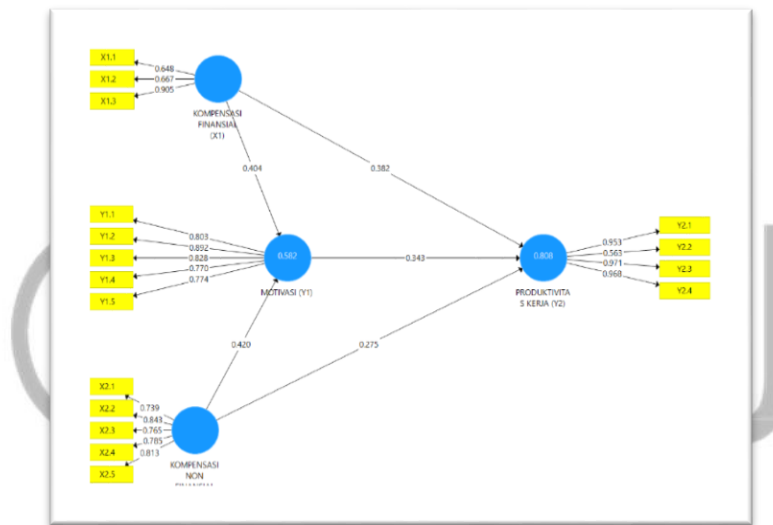 X1.1
X1.2
X1.3
0.648
0.667
0.905
KOMPENSASI
FINANSIAL
(X1)
0.404
0.382
Y1.1
Y1.2
Y1.3
Y1.4
Y1.5
0.803
0.892
0.828
0.770
0.774
0.582
MOTIVASI (Y1)
0.343
0.808
PRODUKTIVITA
S KERJA (Y2)
0.953
0.563
0.971
0.968
Y2.1
Y2.2
Y2.3
Y2.4
0.420
0.275
X2.1
X2.2
X2.3
X2.4
X2.5
0.739
0.843
0.765
0.785
0.813
KOMPENSASI
NON